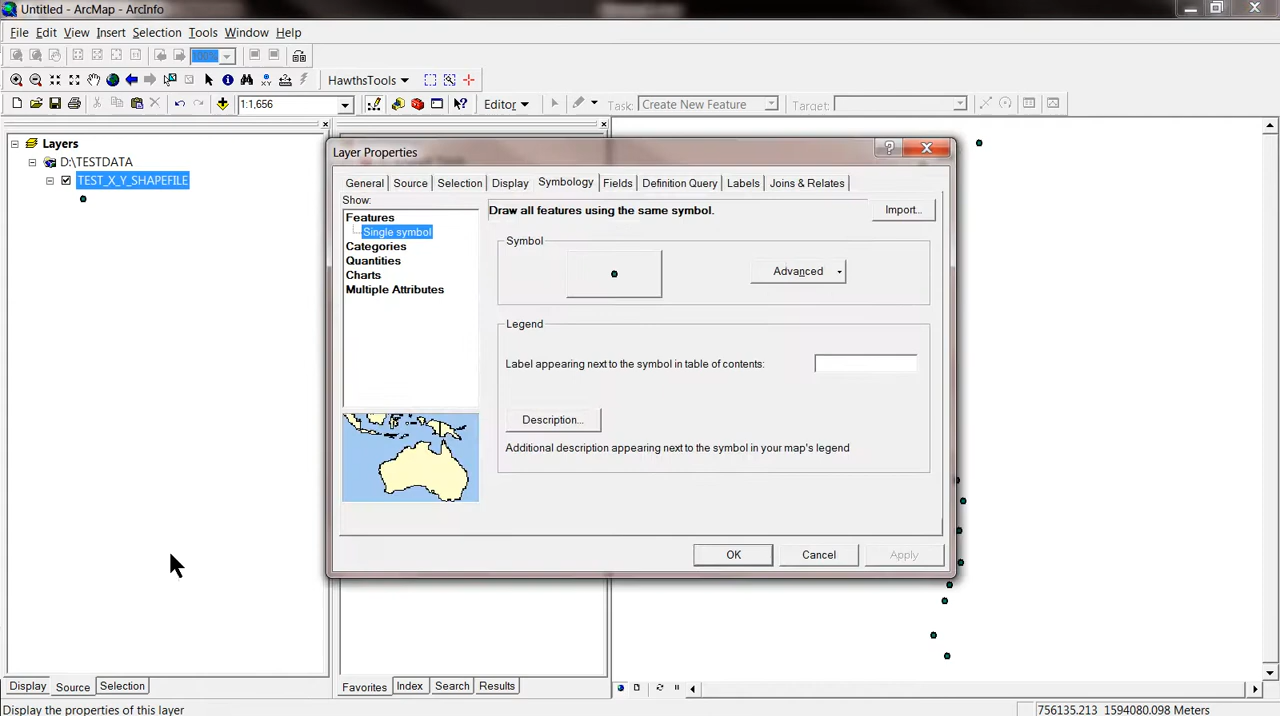 Untitled - ArcMap - ArcInfo
File Edit View Insert Selection Tools Window Help
100%
HawthsTools
1:1,656
Editor
Task: Create New Feature
Target:
Layers
D:\TESTDATA
TEST_X_Y_SHAPEFILE
Layer Properties
General Source Selection Display Symbology Fields Definition Query Labels Joins & Relates
Show:
Features
Single symbol
Categories
Quantities
Charts
Multiple Attributes
Draw all features using the same symbol.
Import...
Symbol
Advanced
Legend
Label appearing next to the symbol in table of contents:
Description...
Additional description appearing next to the symbol in your map's legend
OK Cancel Apply
Display Source Selection
Favorites Index Search Results
Display the properties of this layer
756135.213 1594080.098 Meters